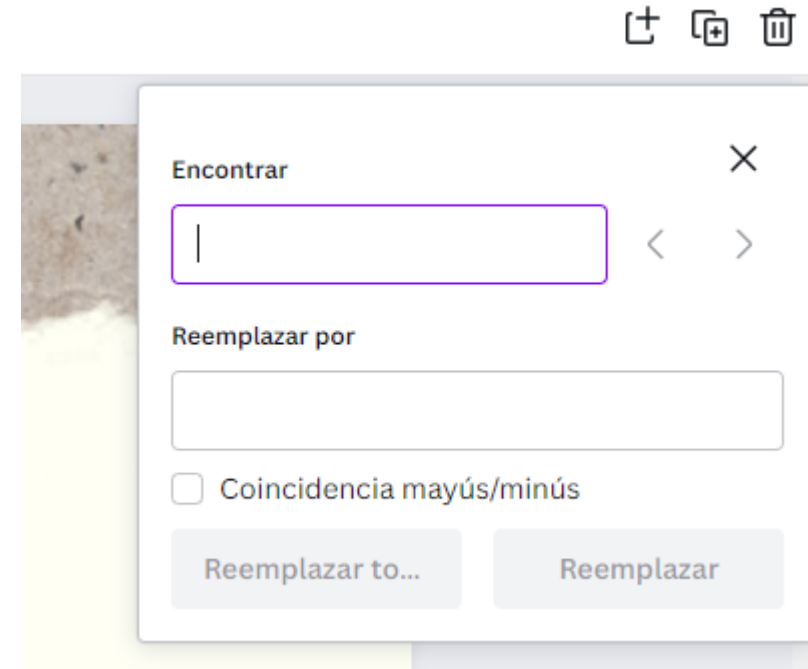 Encontrar
Reemplazar por
Coincidencia mayús/minús
Reemplazar to...
Reemplazar